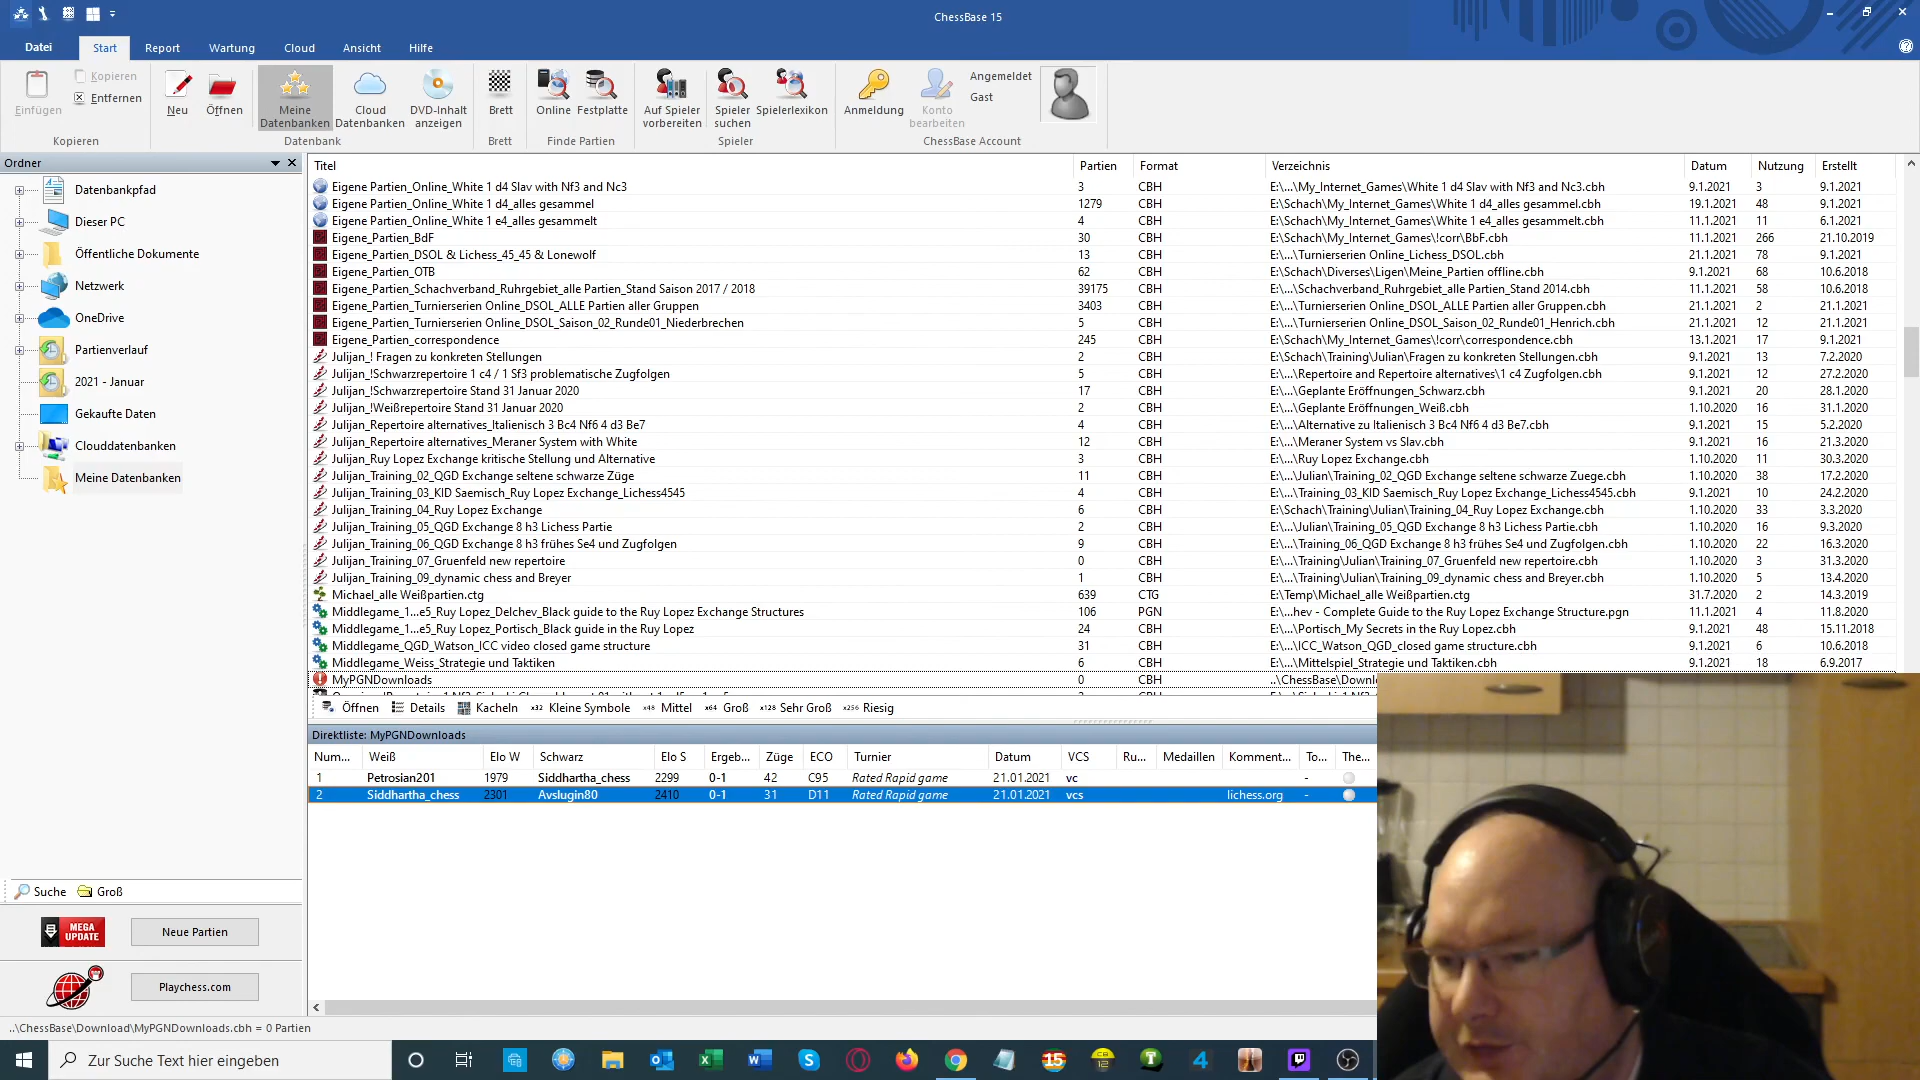 ChessBase 15
Datei Start Report Wartung Cloud Ansicht Hilfe
Einfügen Kopieren Entfernen Neu Öffnen Meine Datenbanken Cloud Datenbanken DVD-Inhalt anzeigen Brett Online Festplatte Auf Spieler vorbereiten Spieler suchen Spielerlexikon Anmeldung Konto bearbeiten Angemeldet Gast
Kopieren Datenbank Brett Finde Partien Spieler ChessBase Account
Ordner
Datenbankpfad
Dieser PC
Öffentliche Dokumente
Netzwerk
OneDrive
Partienverlauf
2021 - Januar
Gekaufte Daten
Clouddatenbanken
Meine Datenbanken
Suche Groß
MEGA UPDATE Neue Partien
Playchess.com
Titel Partien Format Verzeichnis Datum Nutzung Erstellt
Eigene Partien_Online_White 1 d4 Slav with Nf3 and Nc3 3 CBH E:\...\My_Internet_Games\White 1 d4 Slav with Nf3 and Nc3.cbh 9.1.2021 3 9.1.2021
Eigene Partien_Online_White 1 d4_alles gesammel 1279 CBH E:\Schach\My_Internet_Games\White 1 d4_alles gesammel.cbh 19.1.2021 48 9.1.2021
Eigene Partien_Online_White 1 e4_alles gesammelt 4 CBH E:\Schach\My_Internet_Games\White 1 e4_alles gesammelt.cbh 11.1.2021 11 6.1.2021
Eigene_Partien_BdF 30 CBH E:\Schach\My_Internet_Games\!corr\BbF.cbh 11.1.2021 266 21.10.2019
Eigene_Partien_DSOL & Lichess_45_45 & Lonewolf 13 CBH E:\...\Turnierserien Online_Lichess_DSOL.cbh 21.1.2021 78 9.1.2021
Eigene_Partien_OTB 62 CBH E:\Schach\Diverses\Ligen\Meine_Partien offline.cbh 9.1.2021 68 10.6.2018
Eigene_Partien_Schachverband_Ruhrgebiet_alle Partien_Stand Saison 2017 / 2018 39175 CBH E:\...\Schachverband_Ruhrgebiet_alle Partien_Stand 2014.cbh 11.1.2021 58 10.6.2018
Eigene_Partien_Turnierserien Online_DSOL_ALLE Partien aller Gruppen 3403 CBH E:\...\Turnierserien Online_DSOL_ALLE Partien aller Gruppen.cbh 21.1.2021 2 21.1.2021
Eigene_Partien_Turnierserien Online_DSOL_Saison_02_Runde01_Niederbrechen 5 CBH E:\...\Turnierserien Online_DSOL_Saison_02_Runde01_Henrich.cbh 21.1.2021 12 21.1.2021
Eigene_Partien_correspondence 245 CBH E:\Schach\My_Internet_Games\!corr\correspondence.cbh 13.1.2021 17 9.1.2021
Julijan_! Fragen zu konkreten Stellungen 2 CBH E:\Schach\Training\Julian\Fragen zu konkreten Stellungen.cbh 9.1.2021 13 7.2.2020
Julijan_!Schwarzrepertoire 1 c4 / 1 Sf3 problematische Zugfolgen 5 CBH E:\...\Repertoire and Repertoire alternatives\1 c4 Zugfolgen.cbh 9.1.2021 12 27.2.2020
Julijan_!Schwarzrepertoire Stand 31 Januar 2020 17 CBH E:\...\Geplante Eröffnungen_Schwarz.cbh 9.1.2021 20 28.1.2020
Julijan_!Weißrepertoire Stand 31 Januar 2020 2 CBH E:\...\Geplante Eröffnungen_Weiß.cbh 1.10.2020 16 31.1.2020
Julijan_Repertoire alternatives_Italienisch 3 Bc4 Nf6 4 d3 Be7 4 CBH E:\...\Alternative zu Italienisch 3 Bc4 Nf6 4 d3 Be7.cbh 9.1.2021 15 5.2.2020
Julijan_Repertoire alternatives_Meraner System with White 12 CBH E:\...\Meraner System vs Slav.cbh 9.1.2021 16 21.3.2020
Julijan_Ruy Lopez Exchange kritische Stellung und Alternative 3 CBH E:\...\Ruy Lopez Exchange.cbh 1.10.2020 11 30.3.2020
Julijan_Training_02_QGD Exchange seltene schwarze Züge 11 CBH E:\...\Julian\Training_02_QGD Exchange seltene schwarze Zuege.cbh 1.10.2020 38 17.2.2020
Julijan_Training_03_KID Saemisch_Ruy Lopez Exchange_Lichess4545 4 CBH E:\...\Training_03_KID Saemisch_Ruy Lopez Exchange_Lichess4545.cbh 9.1.2021 10 24.2.2020
Julijan_Training_04_Ruy Lopez Exchange 6 CBH E:\Schach\Training\Julian\Training_04_Ruy Lopez Exchange.cbh 1.10.2020 33 3.3.2020
Julijan_Training_05_QGD Exchange 8 h3 Lichess Partie 2 CBH E:\...\Julian\Training_05_QGD Exchange 8 h3 Lichess Partie.cbh 1.10.2020 16 9.3.2020
Julijan_Training_06_QGD Exchange 8 h3 frühes Se4 und Zugfolgen 9 CBH E:\...\Training_06_QGD Exchange 8 h3 frühes Se4 und Zugfolgen.cbh 1.10.2020 22 16.3.2020
Julijan_Training_07_Gruenfeld new repertoire 0 CBH E:\...\Training\Julian\Training_07_Gruenfeld new repertoire.cbh 1.10.2020 3 31.3.2020
Julijan_Training_09_dynamic chess and Breyer 1 CBH E:\...\Training\Julian\Training_09_dynamic chess and Breyer.cbh 1.10.2020 5 13.4.2020
Michael_alle Weißpartien.ctg 639 CTG E:\Temp\Michael_alle Weißpartien.ctg 31.7.2020 2 14.3.2019
Middlegame_1...e5_Ruy Lopez_Delchev_Black guide to the Ruy Lopez Exchange Structures 106 PGN E:\...hev - Complete Guide to the Ruy Lopez Exchange Structure.pgn 11.1.2021 4 11.8.2020
Middlegame_1...e5_Ruy Lopez_Portisch_Black guide in the Ruy Lopez 24 CBH E:\...\Portisch_My Secrets in the Ruy Lopez.cbh 9.1.2021 48 15.11.2018
Middlegame_QGD_Watson_ICC video closed game structure 31 CBH E:\...\ICC_Watson_QGD_closed game structure.cbh 9.1.2021 6 10.6.2018
Middlegame_Weiss_Strategie und Taktiken 6 CBH E:\...\Mittelspiel_Strategie und Taktiken.cbh 9.1.2021 18 6.9.2017
MyPGNDownloads 0 CBH ..\ChessBase\Downl
Öffnen Details Kacheln x32 Kleine Symbole x48 Mittel x64 Groß x128 Sehr Groß x256 Riesig
Direktliste: MyPGNDownloads
Num... Weiß Elo W Schwarz Elo S Ergeb... Züge ECO Turnier Datum VCS Ru... Medaillen Komment... To... The...
1 Petrosian201 1979 Siddhartha_chess 2299 0-1 42 C95 Rated Rapid game 21.01.2021 vc -
2 Siddhartha_chess 2301 Avslugin80 2410 0-1 31 D11 Rated Rapid game 21.01.2021 vcs lichess.org -
..\ChessBase\Download\MyPGNDownloads.cbh = 0 Partien
Zur Suche Text hier eingeben